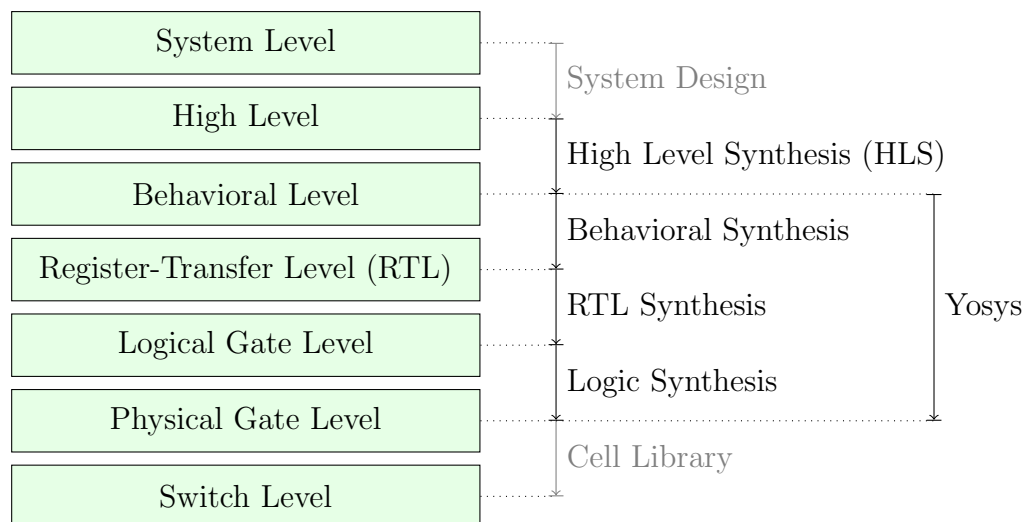 System Level
System Design
High Level
High Level Synthesis (HLS)
Behavioral Level
Behavioral Synthesis
Register-Transfer Level (RTL)
RTL Synthesis
Yosys
Logical Gate Level
Logic Synthesis
Physical Gate Level
Cell Library
Switch Level